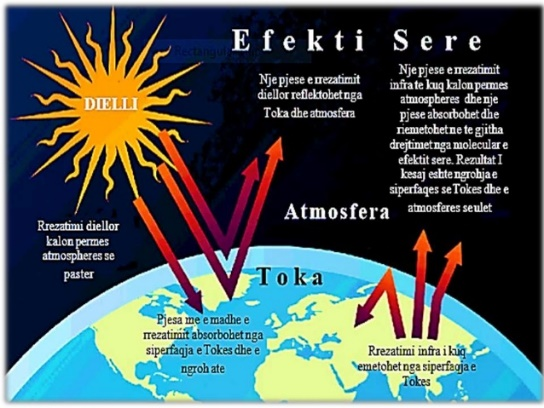 Efekti Sere
DIELLI
Nje pjese e rrezatimit
diellor reflektohet nga
Toka dhe atmosfera
Nje pjese e rrezatimit
infra te kuq kalon permes
atmospheres dhe nje
pjese absorbohet dhe
riemetohet ne te gjitha
drejtimet nga molecular e
efektit sere. Rezultat I
kesaj eshte ngrohja e
siperfaqes se Tokes dhe e
atmosferes se ulet
Atmosfera
Rrezatimi diellor
kalon permes
atmospheres se
paster
Toka
Pjesa me e madhe e
rrezatimit absorbohet nga
siperfaqja e Tokes dhe e
ngroh ate
Rrezatimi infra i kuq
emetohet nga siperfaqja e
Tokes